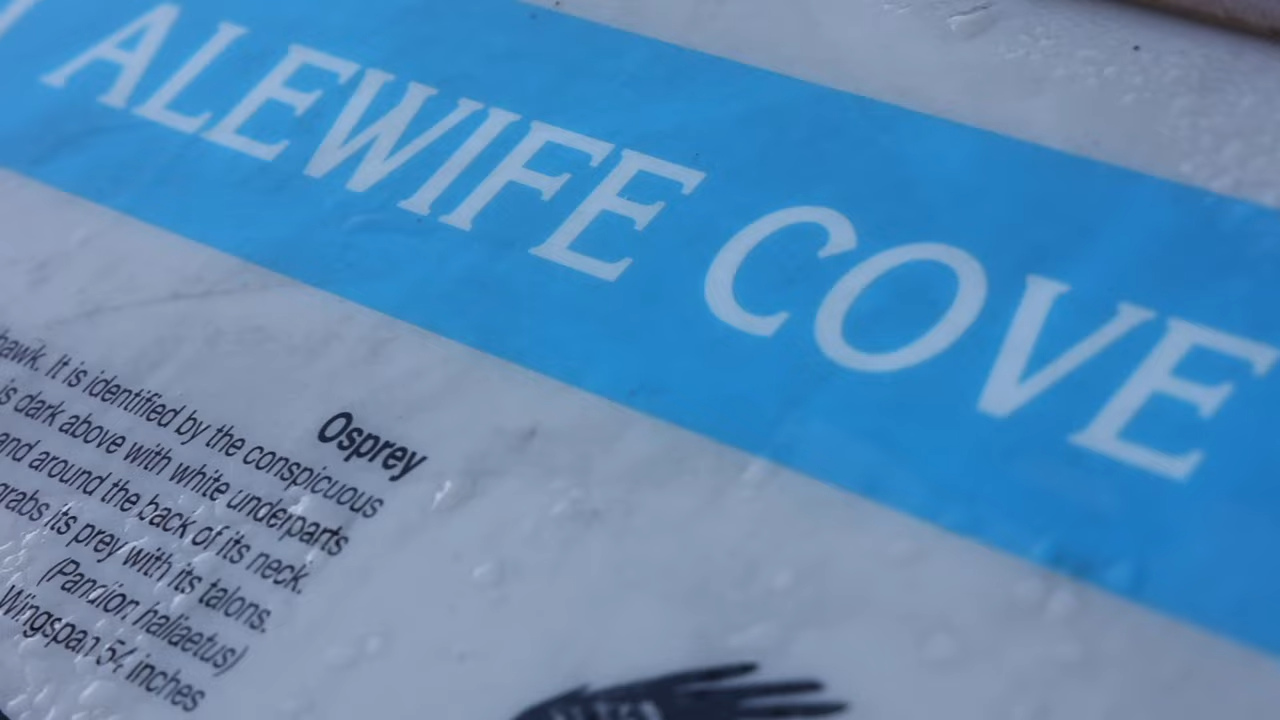 ALEWIFE COVE
Osprey
hawk. It is identified by the conspicuous
is dark above with white underparts
and around the back of its neck.
grabs its prey with its talons.
(Pandion haliaetus)
Wingspan 54 inches